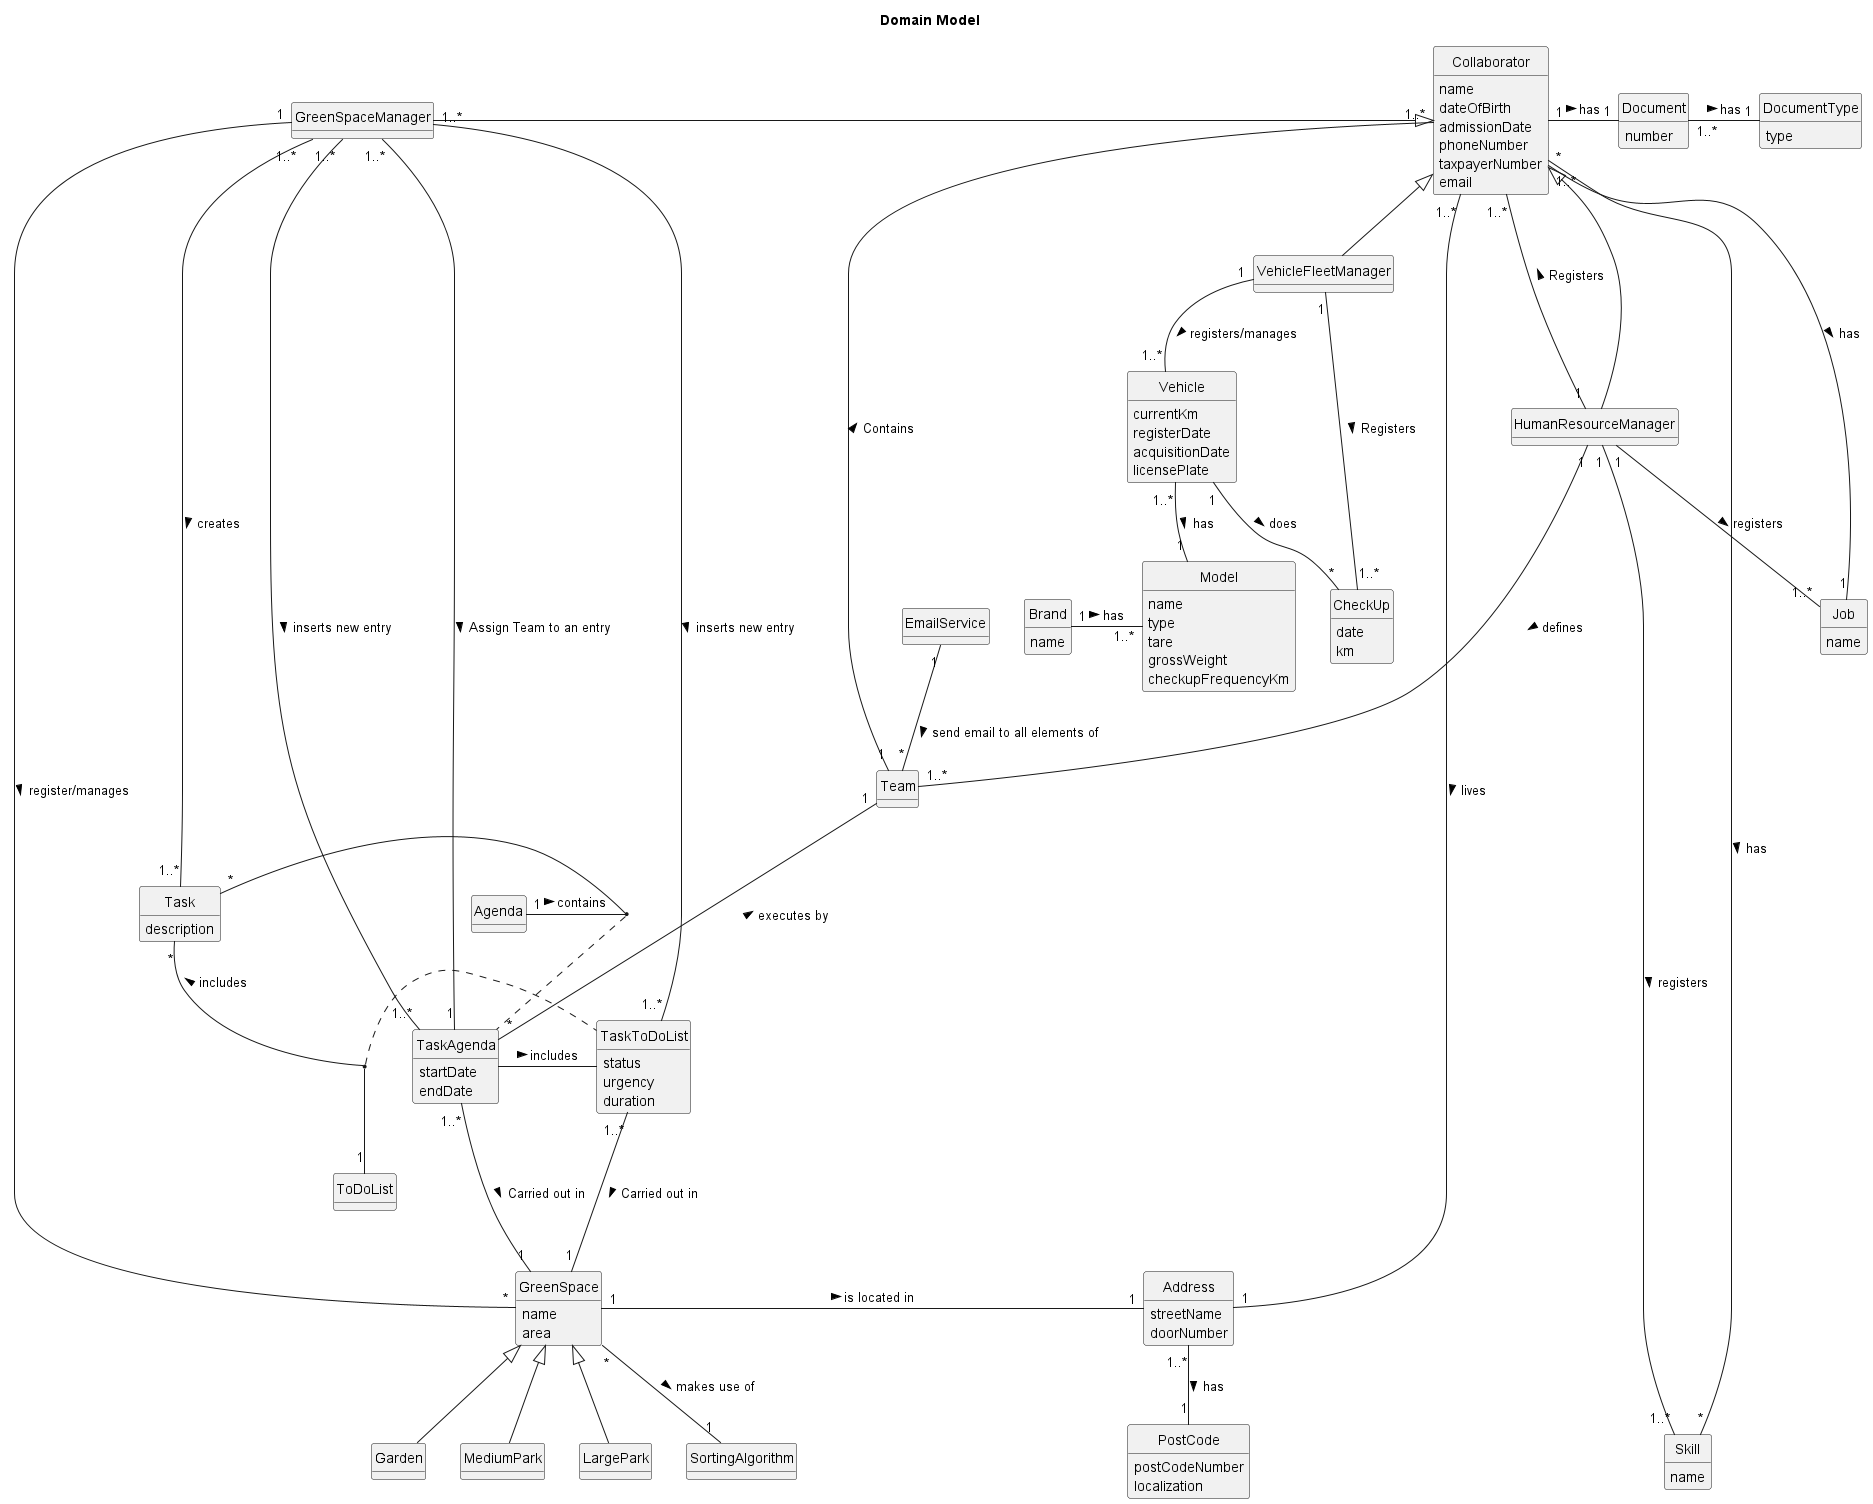 Domain Model
Collaborator
name
dateOfBirth
admissionDate
phoneNumber
taxpayerNumber
email
1 has 1
Document
number
has 1
1..*
DocumentType
type
1
GreenSpaceManager
1..*
1..*
1..*
1..*
1..*
*
1..*
1..*
1..*
1
VehicleFleetManager
1
Registers
registers/manages
has
1..*
Vehicle
currentKm
registerDate
acquisitionDate
licensePlate
1
HumanResourceManager
Contains
Registers
1
1
1
1..*
1
creates
has
does
registers
1
*
1..*
Model
name
type
tare
grossWeight
checkupFrequencyKm
CheckUp
date
km
1
1..*
Job
name
Brand
name
1 has
1..*
EmailService
1
inserts new entry
Assign Team to an entry
inserts new entry
defines
send email to all elements of
1
*
1..*
Team
1
register/manages
lives
has
1..*
*
Task
description
*
Agenda
1 contains
executes by
includes
registers
1..*
1
*
1..*
TaskAgenda
startDate
endDate
includes
TaskToDoList
status
urgency
duration
1..*
1..*
1
ToDoList
Carried out in
Carried out in
1
1
*
GreenSpace
name
area
1
is located in
1
Address
streetName
doorNumber
1
*
1..*
makes use of
has
1
1
1..*
*
Garden
MediumPark
LargePark
SortingAlgorithm
PostCode
postCodeNumber
localization
Skill
name